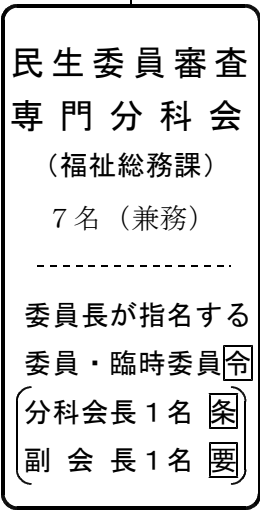 民生委員審査
専門分科会
（福祉総務課）
７名（兼務）
委員長が指名する
委員・臨時委員令
分科会長１名 条
副会長１名 要